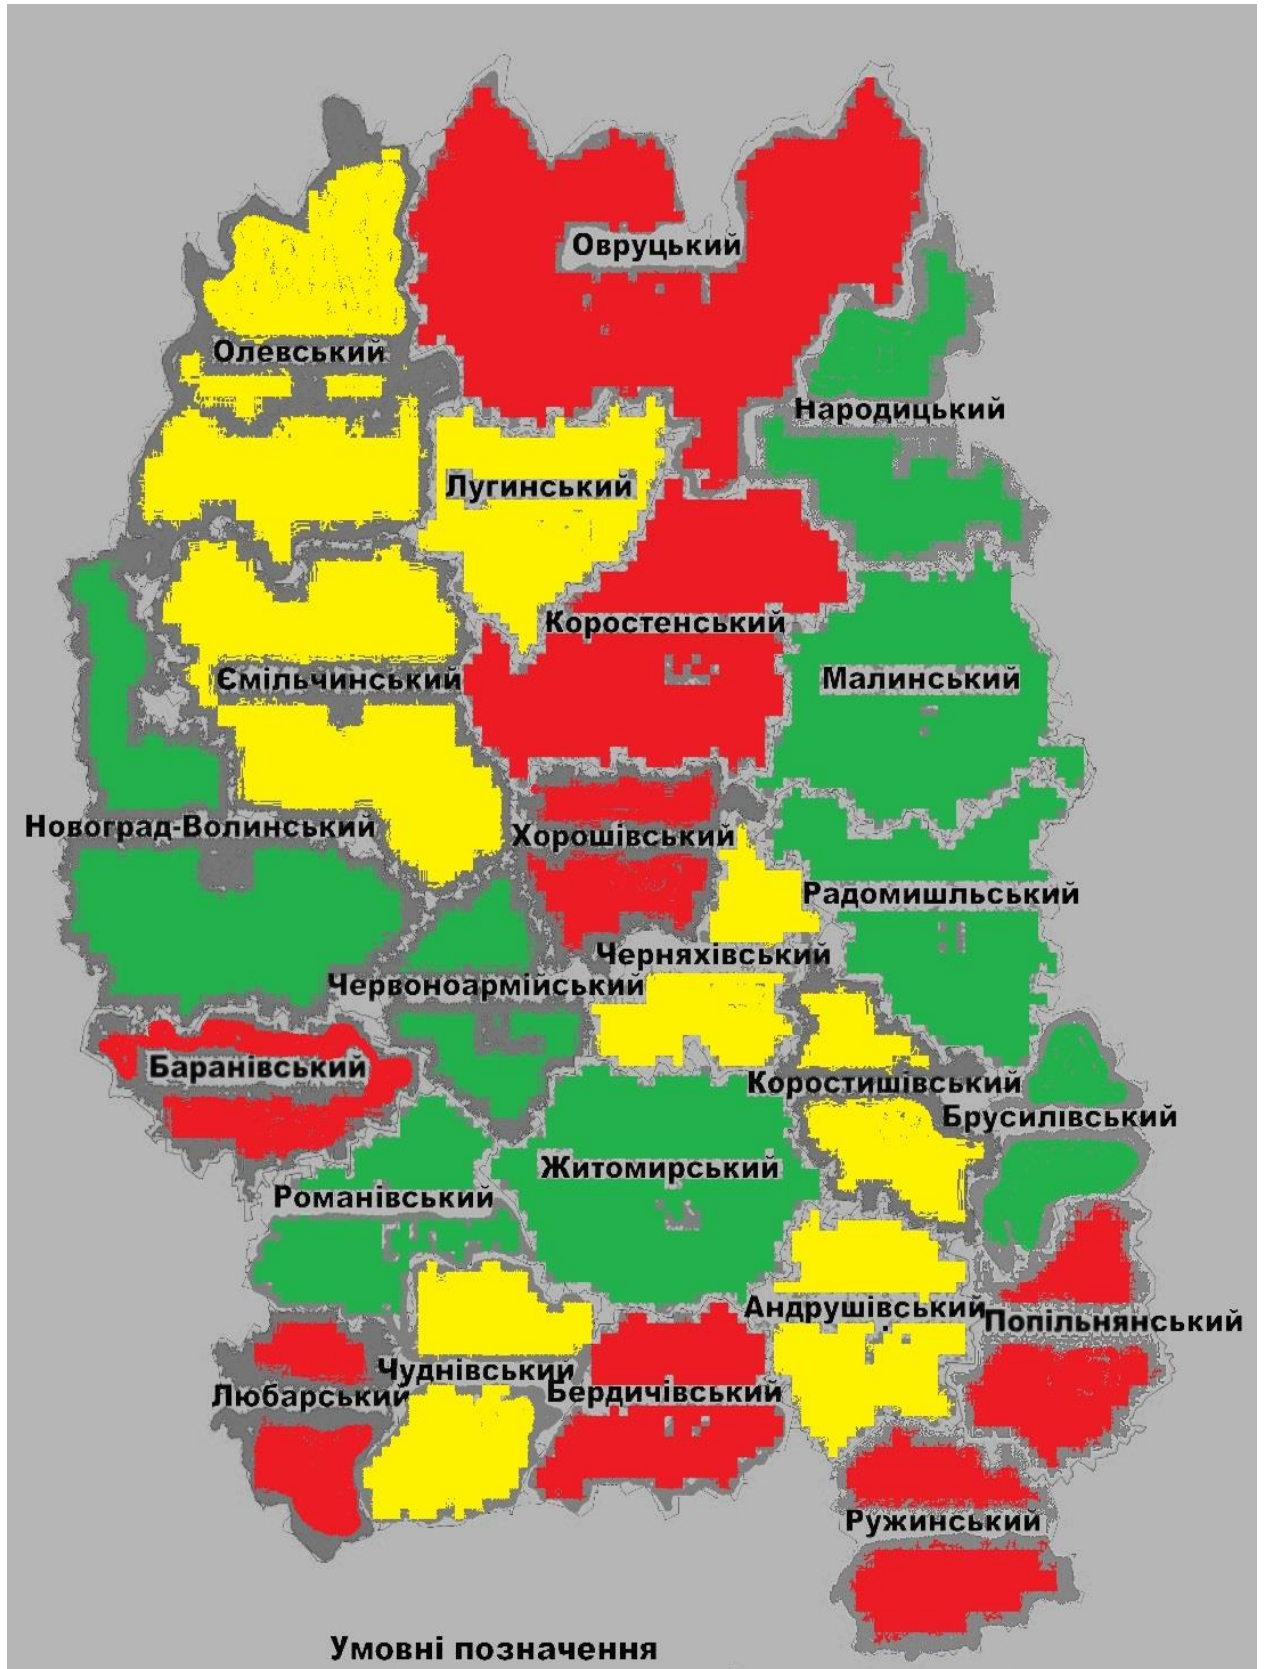 Овруцький
Олевський
Народицький
Лугинський
Коростенський
Ємільчинський
Малинський
Новоград-Волинський
Хорошівський
Радомишльський
Черняхівський
Червоноармійський
Баранівський
Коростишівський
Брусилівський
Житомирський
Романівський
Андрушівський
Попільнянський
Чуднівський
Любарський
Бердичівський
Ружинський
Умовні позначення